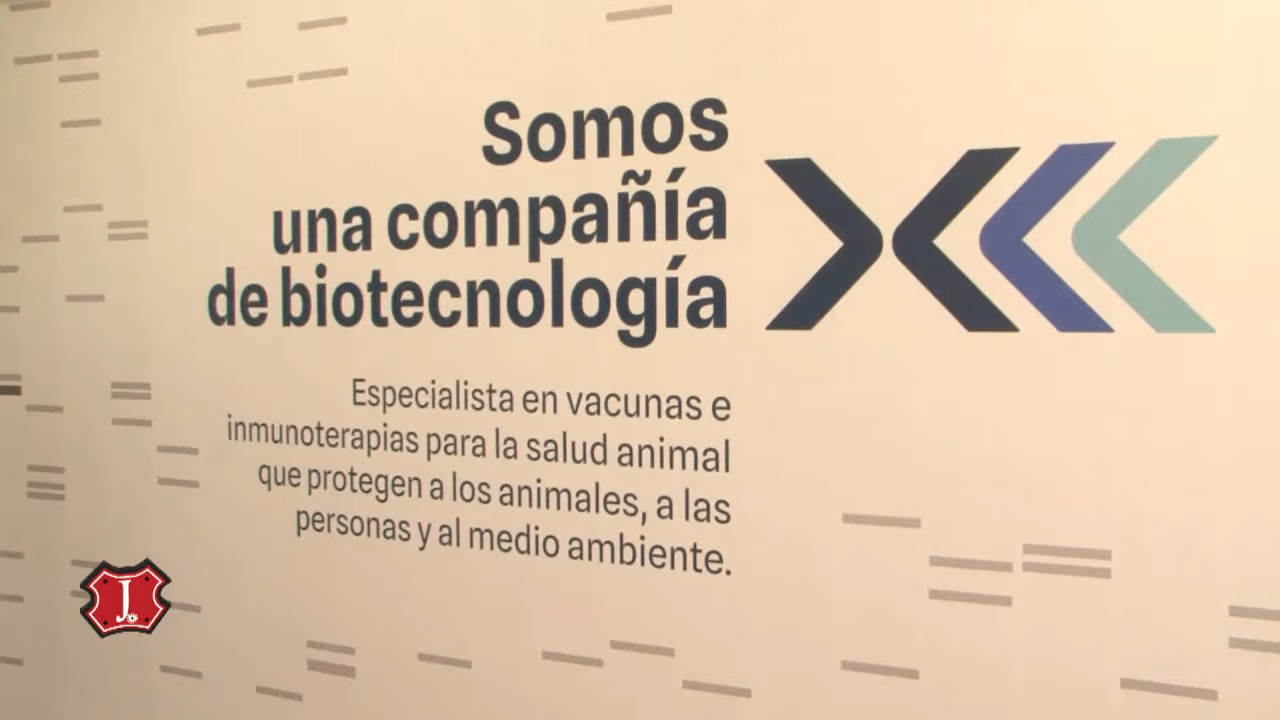 Somos
una compañía
de biotecnología
Especialista en vacunas e
inmunoterapias para la salud animal
que protegen a los animales, a las
personas y al medio ambiente.
J